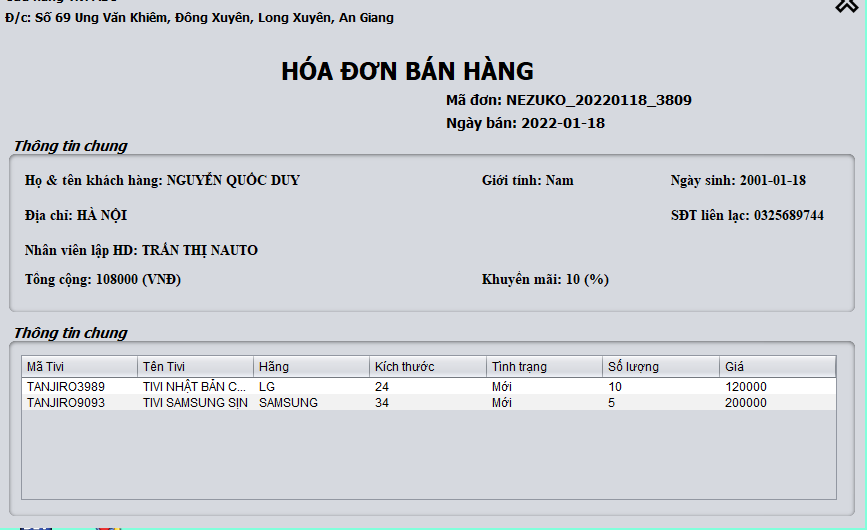 Đ/c: Số 69 Ung Văn Khiêm, Đông Xuyên, Long Xuyên, An Giang
HÓA ĐƠN BÁN HÀNG
Mã đơn: NEZUKO_20220118_3809
Ngày bán: 2022-01-18
Thông tin chung
Họ & tên khách hàng: NGUYỄN QUỐC DUY Giới tính: Nam Ngày sinh: 2001-01-18
Địa chỉ: HÀ NỘI SĐT liên lạc: 0325689744
Nhân viên lập HD: TRẦN THỊ NAUTO
Tổng cộng: 108000 (VNĐ) Khuyến mãi: 10 (%)
Thông tin chung
Mã Tivi Tên Tivi Hãng Kích thước Tình trạng Số lượng Giá
TANJIRO3989 TIVI NHẬT BẢN C... LG 24 Mới 10 120000
TANJIRO9093 TIVI SAMSUNG SỊN SAMSUNG 34 Mới 5 200000